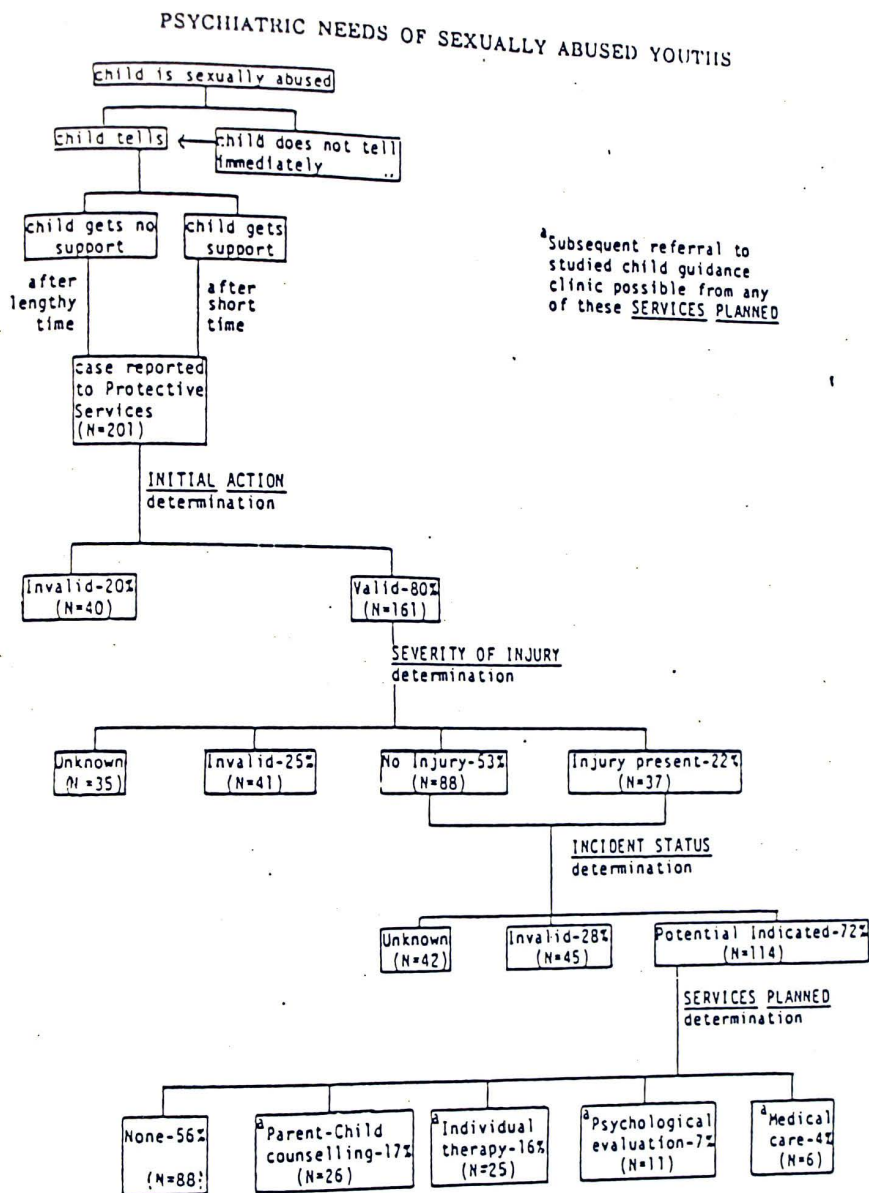 PSYCHIATRIC NEEDS OF SEXUALLY ABUSED YOUTHS
child is sexually abused
child tells
child does not tell
immediately
child gets no
support
child gets
support
after
lengthy
time
after
short
time
aSubsequent referral to
studied child guidance
clinic possible from any
of these SERVICES PLANNED
case reported
to Protective
Services
(N=201)
INITIAL ACTION
determination
Invalid-20%
(N=40)
Valid-80%
(N=161)
SEVERITY OF INJURY
determination
Unknown
(N=35)
Invalid-25%
(N=41)
No Injury-53%
(N=88)
Injury present-22%
(N=37)
INCIDENT STATUS
determination
Unknown
(N=42)
Invalid-28%
(N=45)
Potential Indicated-72%
(N=114)
SERVICES PLANNED
determination
None-56%
(N=88)
aParent-Child
counselling-17%
(N=26)
aIndividual
therapy-16%
(N=25)
aPsychological
evaluation-7%
(N=11)
aMedical
care-4%
(N=6)